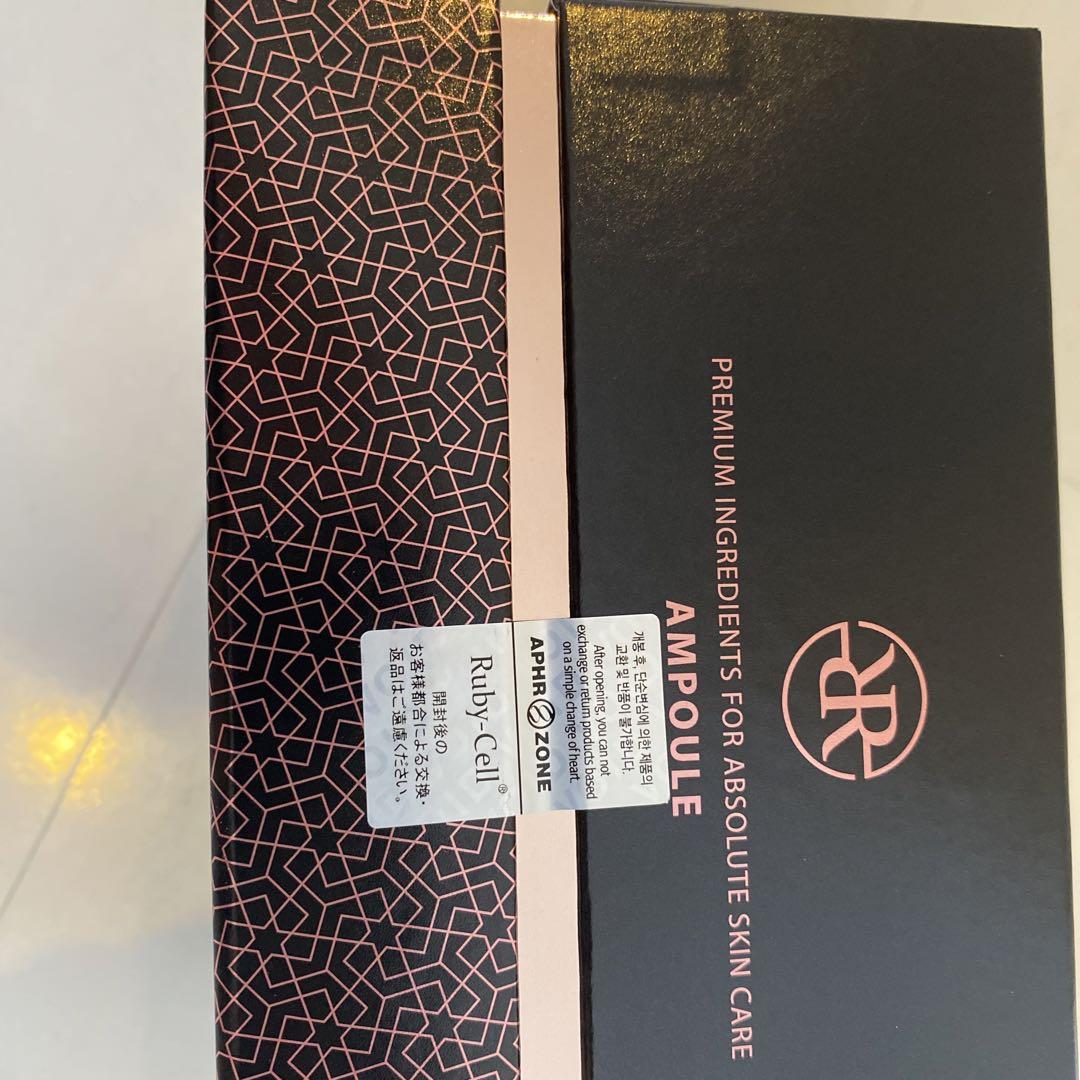 RR
PREMIUM INGREDIENTS FOR ABSOLUTE SKIN CARE
AMPOULE
개봉 후, 단순변심에 의한 제품의
교환 및 반품이 불가합니다.
After opening, you can not
exchange or return products based
on a simple change of heart.
APHROZONE
Ruby-Cell®
開封後の
お客様都合による交換・
返品はご遠慮ください。